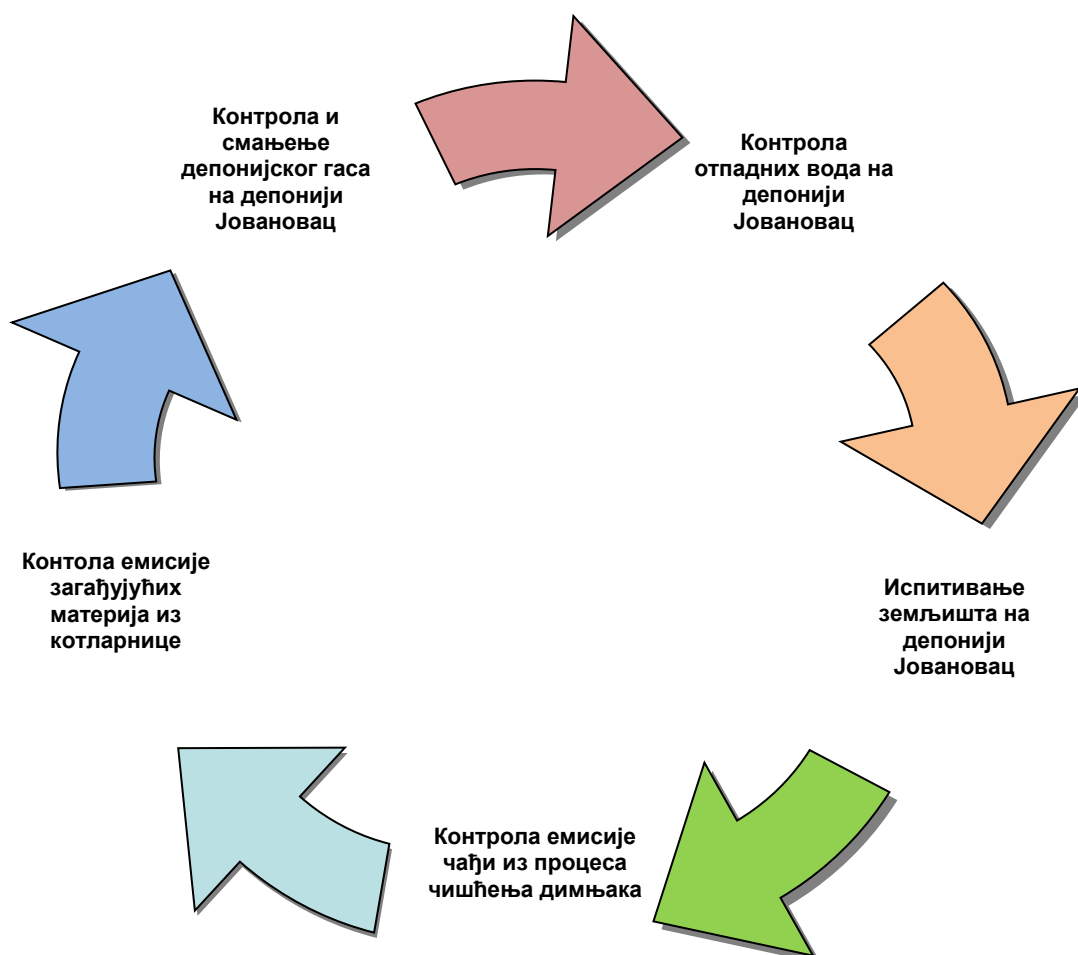 Контрола и
смањење
депонијског гаса
на депонији
Јовановац
Контрола
отпадних вода на
депонији
Јовановац
Испитивање
земљишта на
депонији
Јовановац
Контрола емисије
чађи из процеса
чишћења димњака
Контола емисије
загађујућих
материја из
котларнице